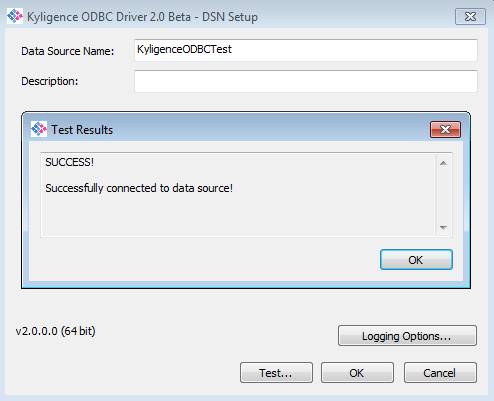 Kyligence ODBC Driver 2.0 Beta - DSN Setup
Data Source Name: KyligenceODBCTest
Description:
Test Results
SUCCESS!
Successfully connected to data source!
OK
v2.0.0.0 (64 bit)
Logging Options...
Test... OK Cancel